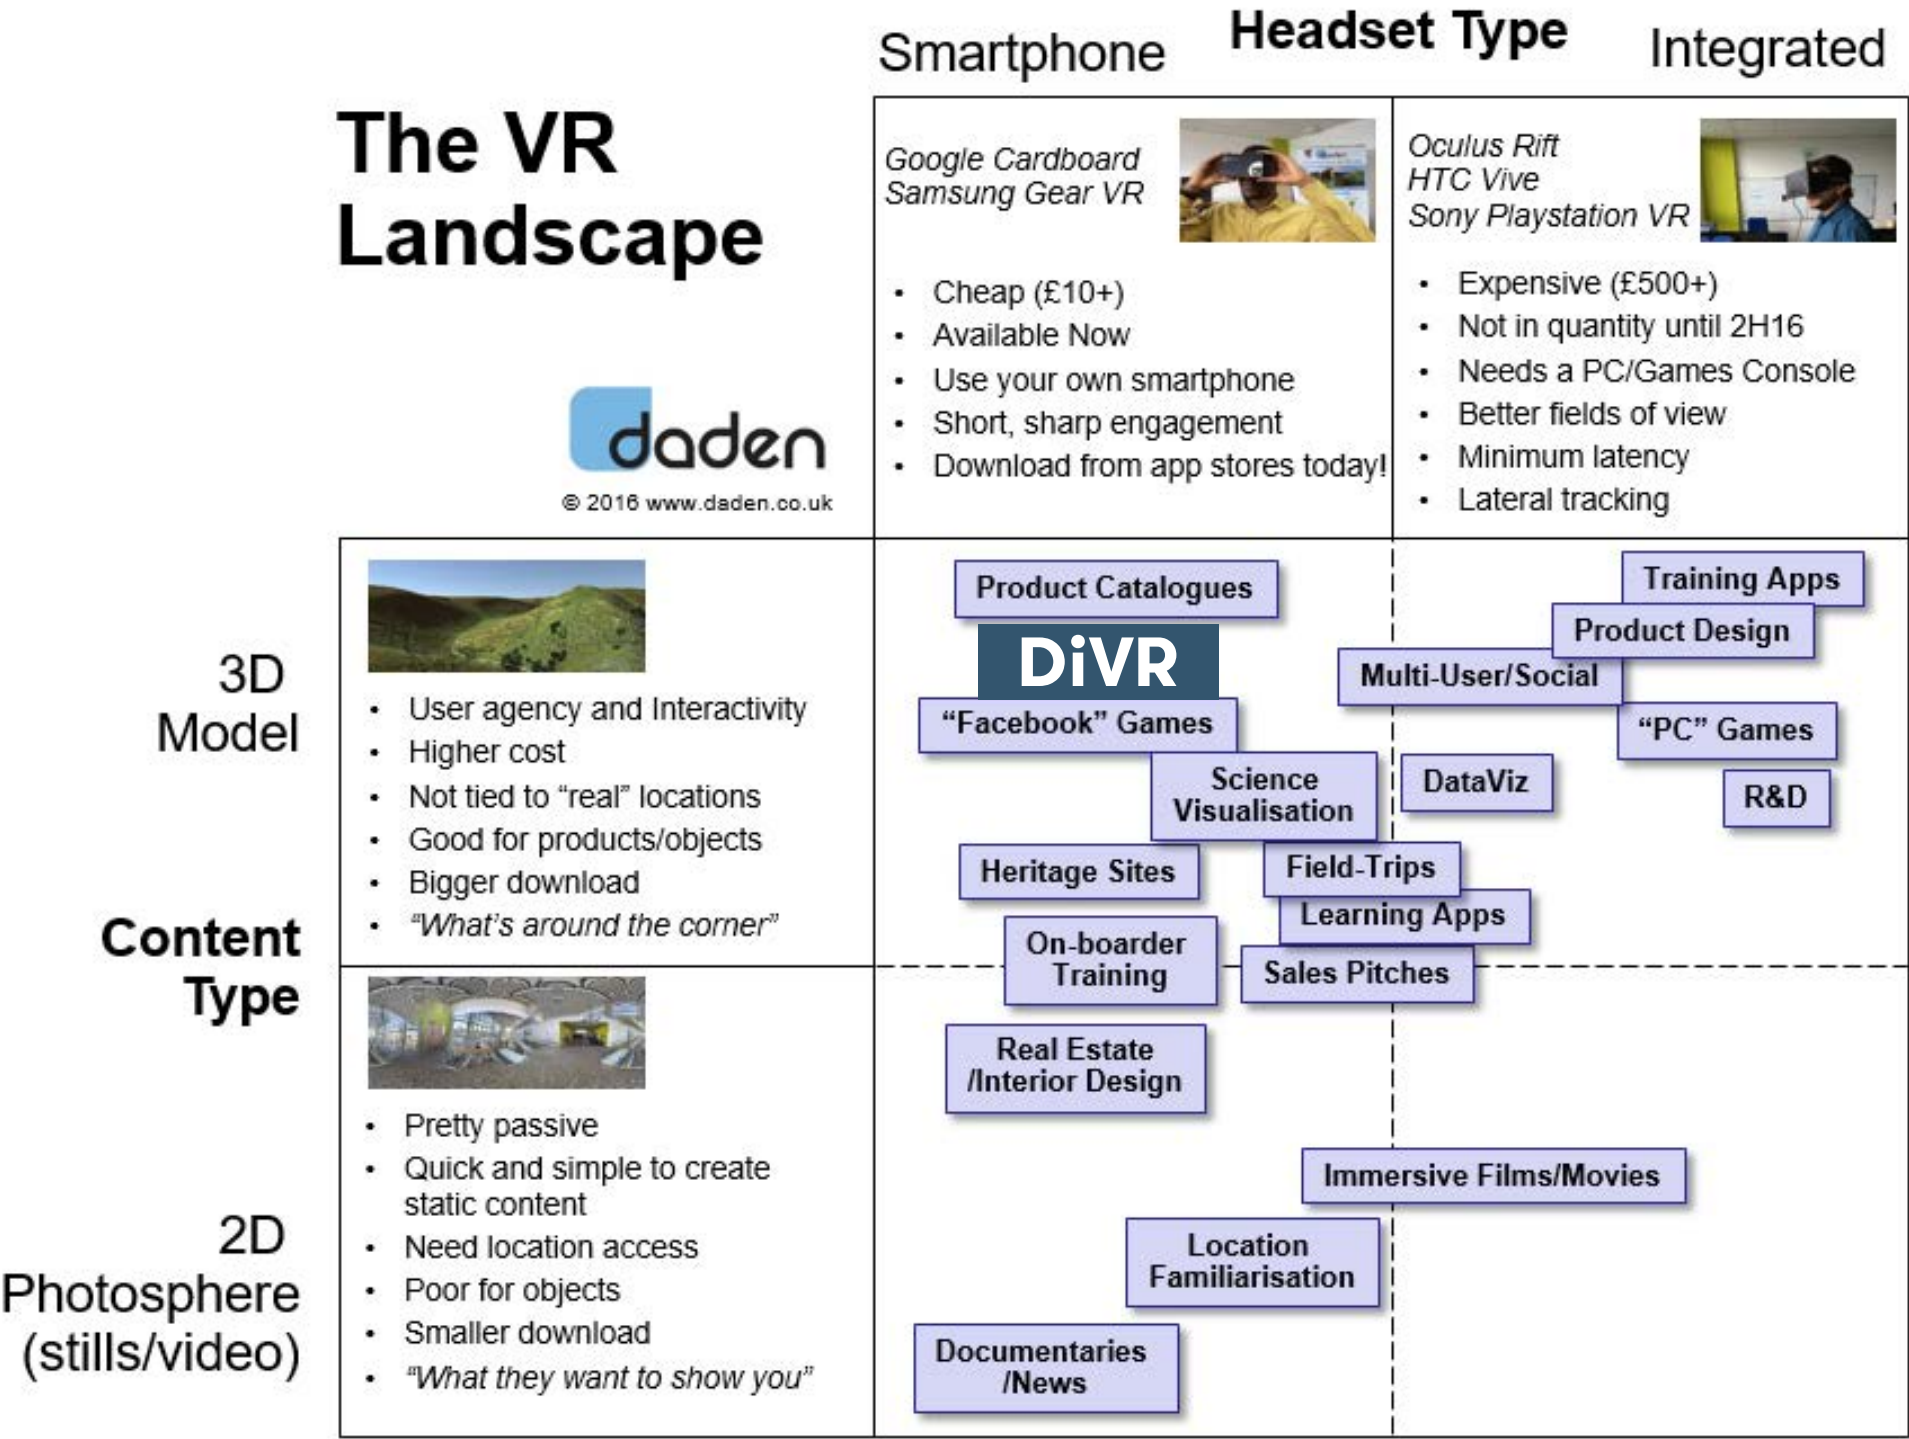 Headset Type
Smartphone
Integrated
The VR
Landscape
daden
© 2016 www.daden.co.uk
Google Cardboard
Samsung Gear VR
• Cheap (£10+)
• Available Now
• Use your own smartphone
• Short, sharp engagement
• Download from app stores today!
Oculus Rift
HTC Vive
Sony Playstation VR
• Expensive (£500+)
• Not in quantity until 2H16
• Needs a PC/Games Console
• Better fields of view
• Minimum latency
• Lateral tracking
Content
Type
3D
Model
• User agency and Interactivity
• Higher cost
• Not tied to “real” locations
• Good for products/objects
• Bigger download
• “What’s around the corner”
Product Catalogues
DiVR
“Facebook” Games
Science
Visualisation
Heritage Sites
Field-Trips
Learning Apps
On-boarder
Training
Sales Pitches
Training Apps
Product Design
Multi-User/Social
“PC” Games
DataViz
R&D
2D
Photosphere
(stills/video)
• Pretty passive
• Quick and simple to create
static content
• Need location access
• Poor for objects
• Smaller download
• “What they want to show you”
Real Estate
/Interior Design
Immersive Films/Movies
Location
Familiarisation
Documentaries
/News